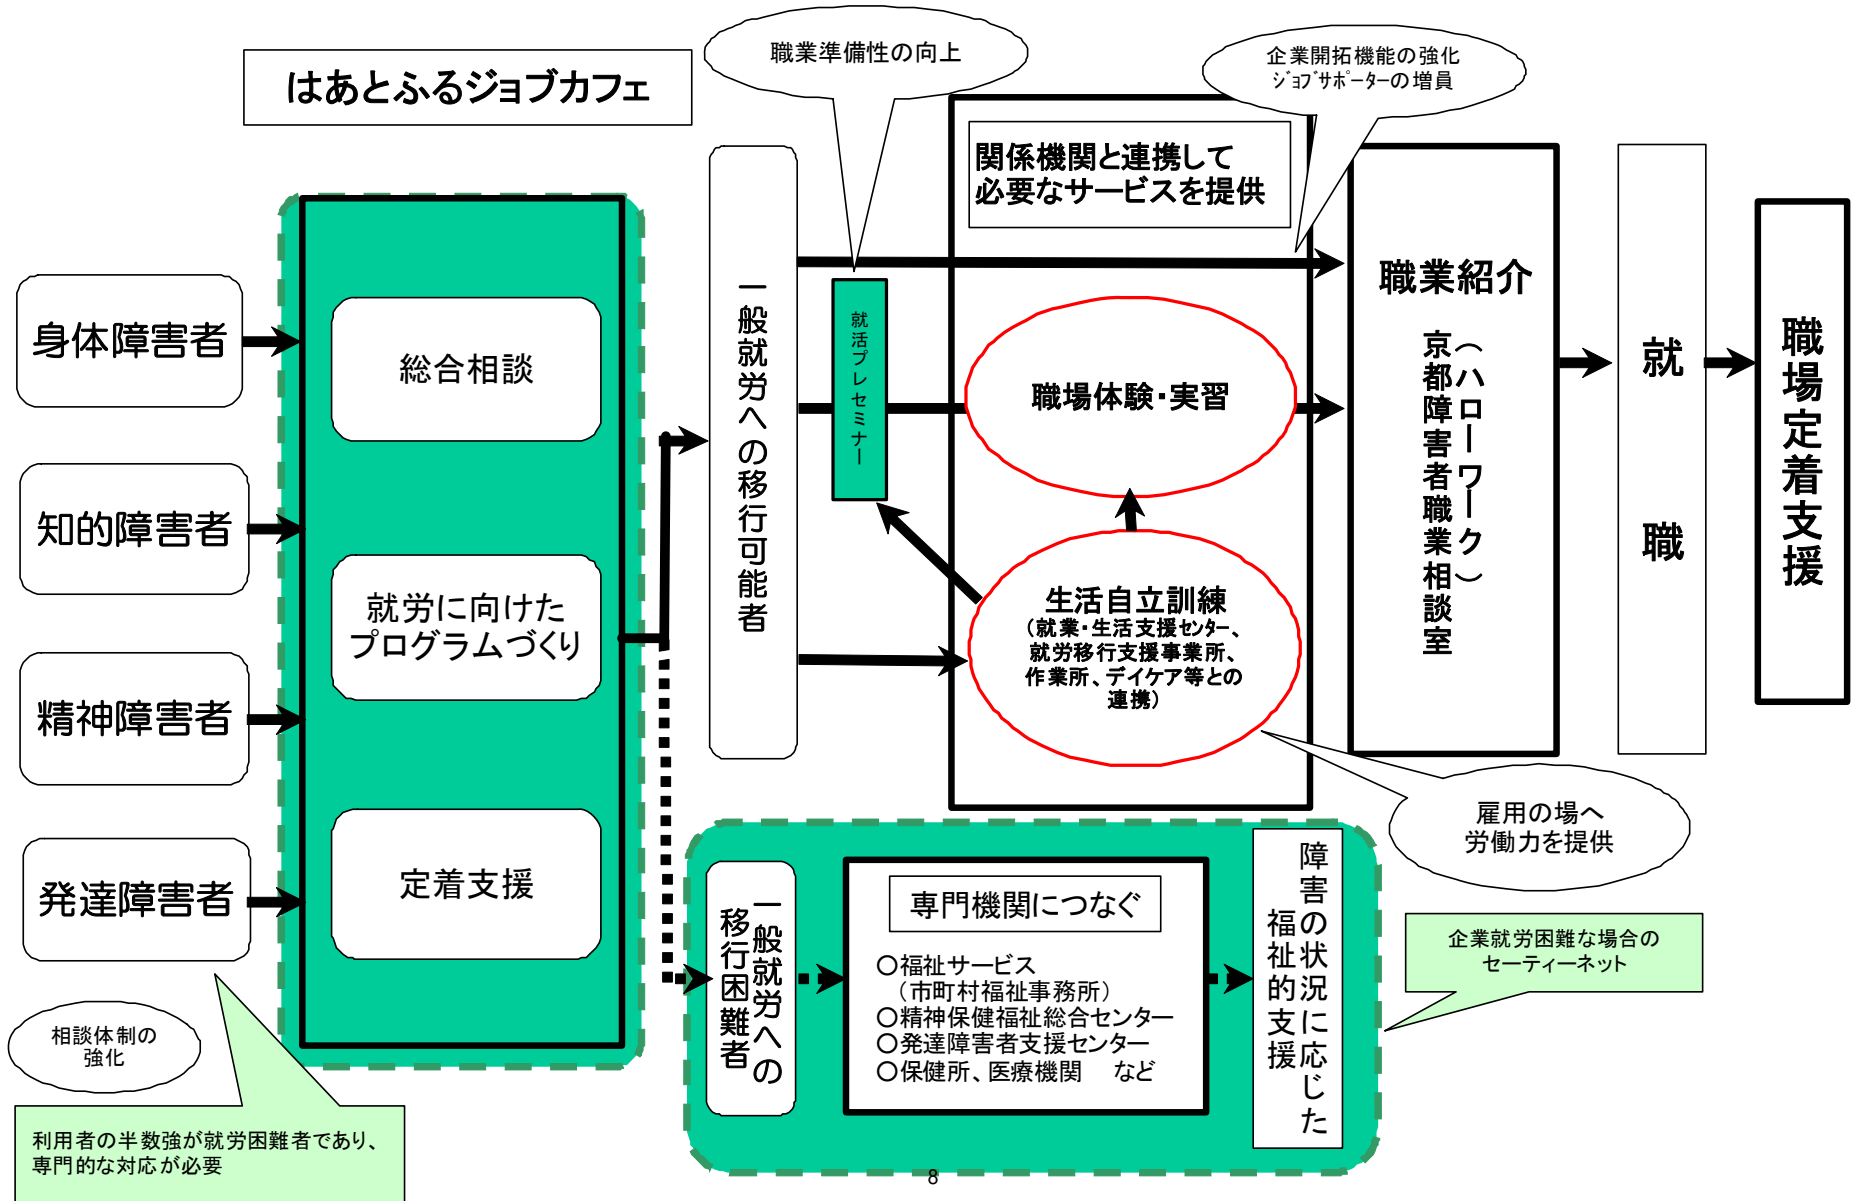 はあとふるジョブカフェ
職業準備性の向上
企業開拓機能の強化
ジョブサポーターの増員
関係機関と連携して
必要なサービスを提供
身体障害者
知的障害者
精神障害者
発達障害者
総合相談
就労に向けた
プログラムづくり
定着支援
一般就労への移行可能者
就活プレセミナー
職場体験・実習
生活自立訓練
(就業・生活支援センター、
就労移行支援事業所、
作業所、デイケア等との
連携)
職業紹介
(ハローワーク)
京都障害者職業相談室
就職
職場定着支援
雇用の場へ
労働力を提供
一般就労への
移行困難者
専門機関につなぐ
○福祉サービス
(市町村福祉事務所)
○精神保健福祉総合センター
○発達障害者支援センター
○保健所、医療機関 など
障害の状況に応じた
福祉的支援
企業就労困難な場合の
セーティーネット
相談体制の
強化
利用者の半数強が就労困難者であり、
専門的な対応が必要
8